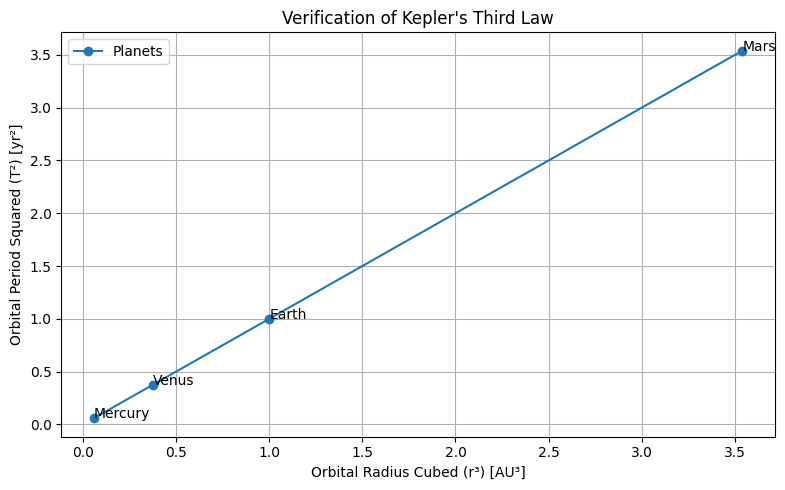 Verification of Kepler's Third Law
Planets
Orbital Period Squared (T²) [yr²]
3.5
3.0
2.5
2.0
1.5
1.0
0.5
0.0
Mars
Earth
Venus
Mercury
0.0 0.5 1.0 1.5 2.0 2.5 3.0 3.5
Orbital Radius Cubed (r³) [AU³]